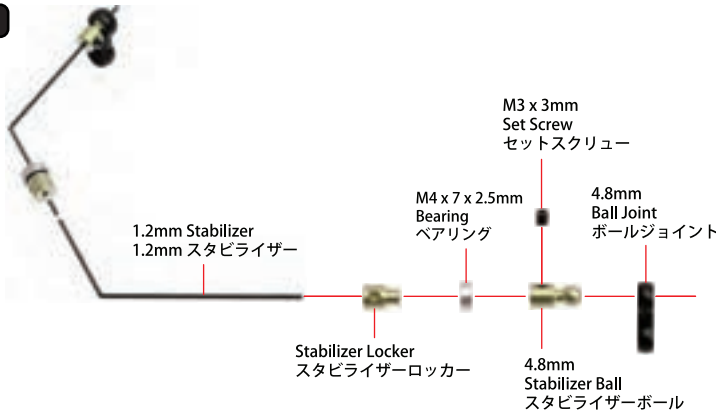 M3 x 3mm
Set Screw
セットスクリュー
M4 x 7 x 2.5mm
Bearing
ベアリング
4.8mm
Ball Joint
ボールジョイント
1.2mm Stabilizer
1.2mm スタビライザー
Stabilizer Locker
スタビライザーロッカー
4.8mm
Stabilizer Ball
スタビライザーボール